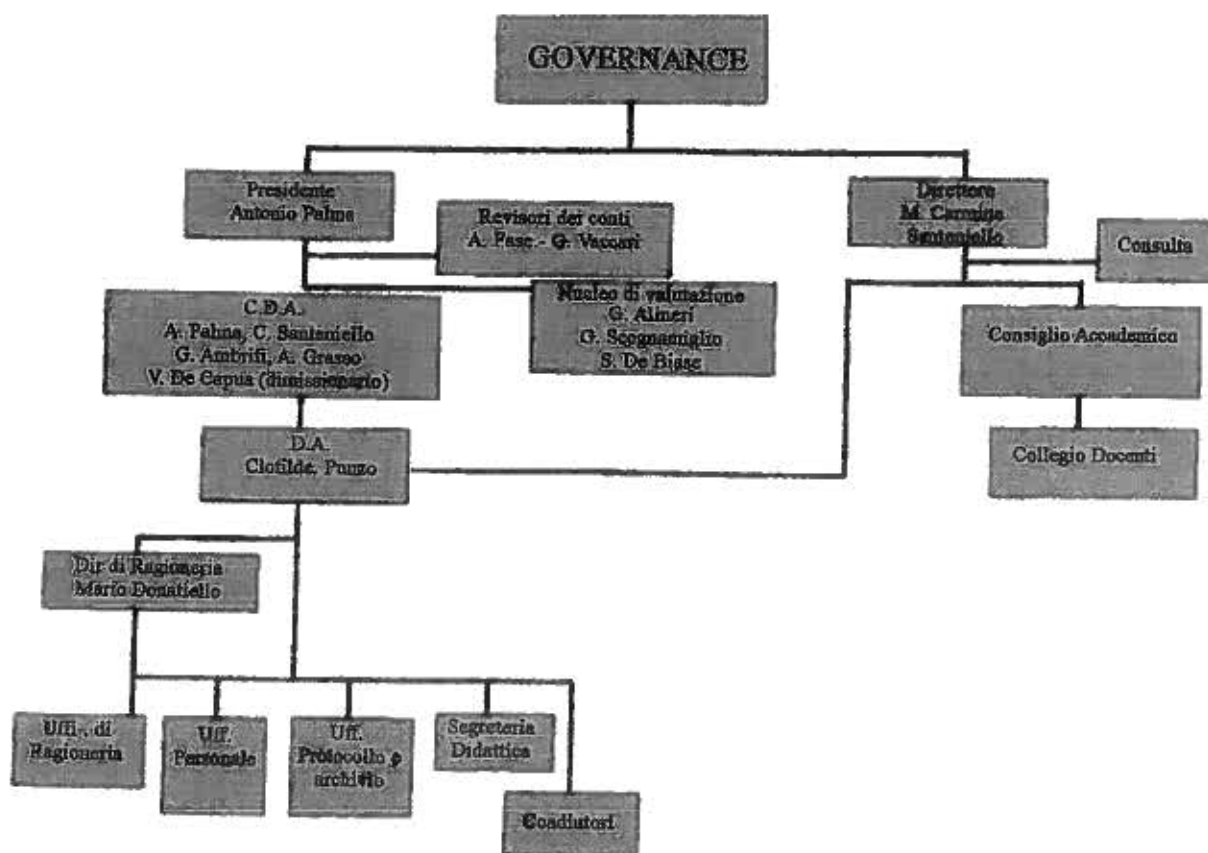 GOVERNANCE
Presidente
Antonio Palma
Revisori dei conti
A. Fasc.- G. Vaccari
Direttore
M. Carmine
Santaniello
Consulta
C.D.A.
A. Palma, C. Santaniello
G. Ambrifi, A. Grasso
V. De Capua (dimissionario)
Nucleo di valutazione
G. Almeri
G. Scognamiglio
S. De Biase
Consiglio Accademico
D.A.
Clotilde, Punzo
Collegio Docenti
Dir di Ragioneria
Mario Donatiello
Uffi-. di
Ragioneria
Uff.
Personale
Uff.
Protocollo e
archivio
Segreteria
Didattica
Coadiutori